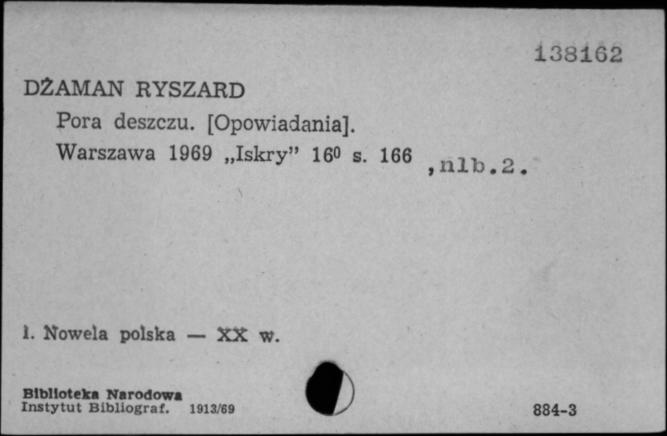 138162
DŻAMAN RYSZARD
Pora deszczu. [Opowiadania].
Warszawa 1969 „Iskry” 16⁰ s. 166 ,nlb.2.
1. Nowela polska — XX w.
Biblioteka Narodowa
Instytut Bibliograf. 1913/69
884-3